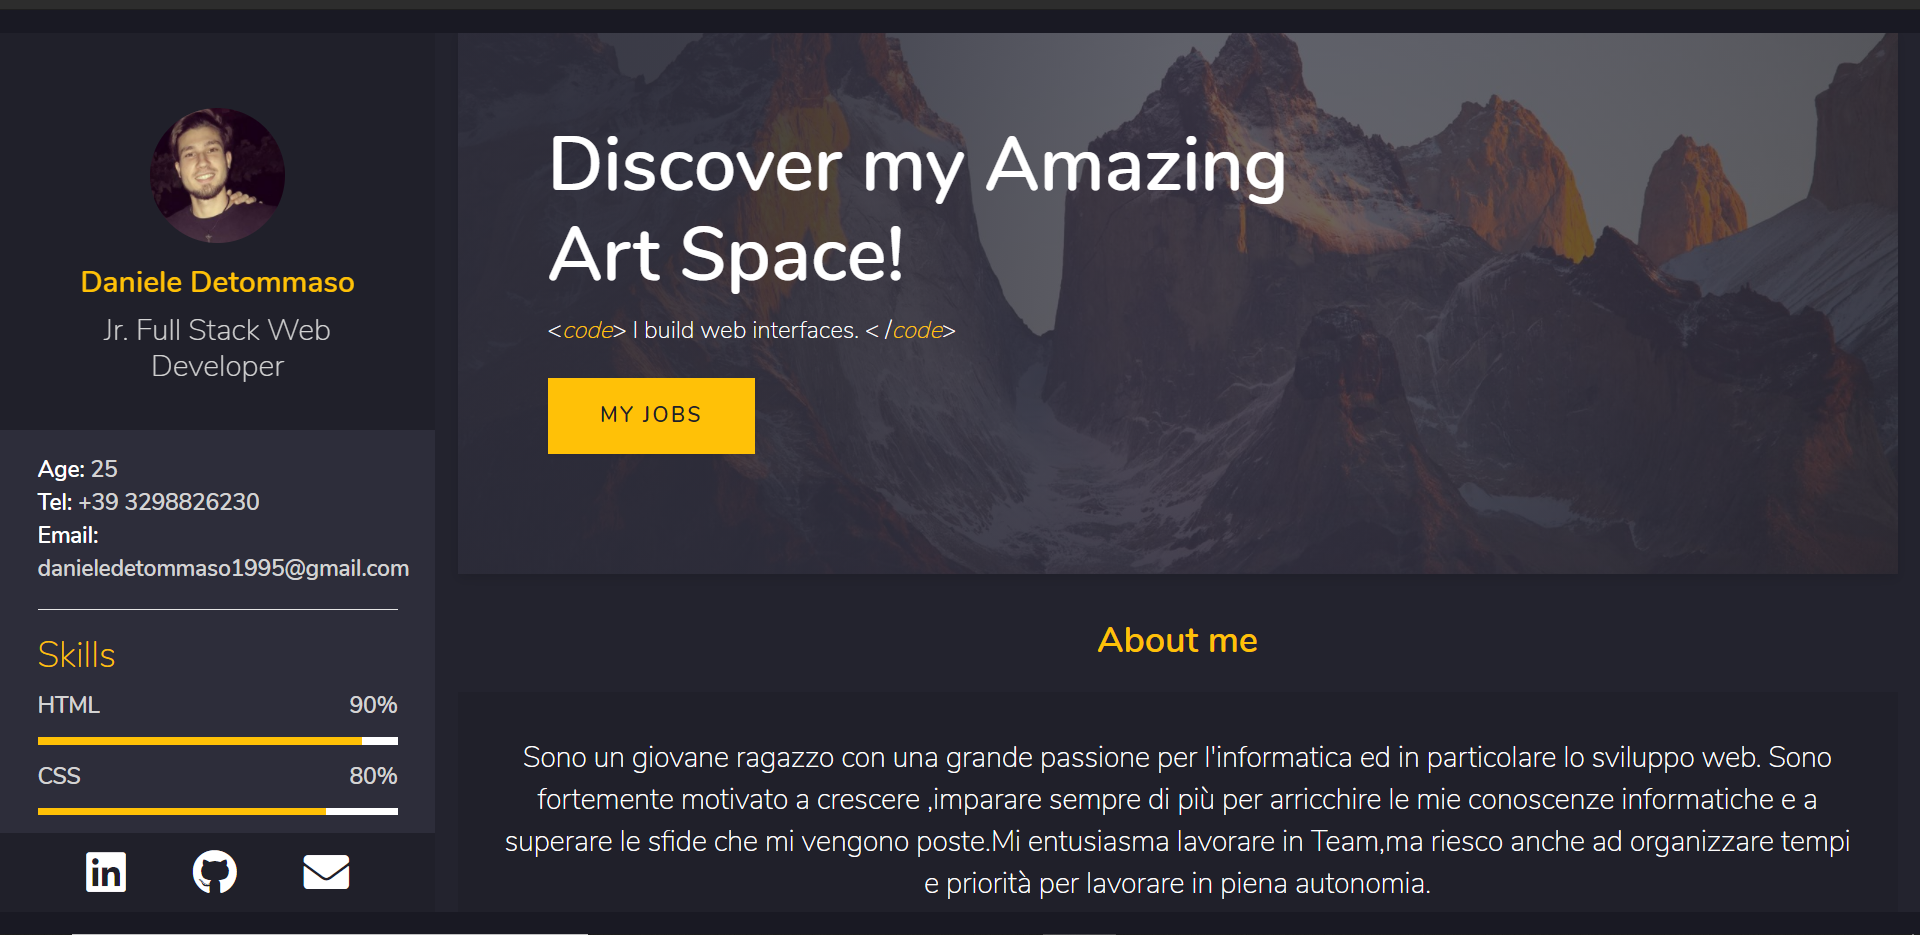 Daniele Detommaso
Jr. Full Stack Web
Developer
Age: 25
Tel: +39 3298826230
Email:
danieledetommaso1995@gmail.com
Skills
HTML 90%
CSS 80%
in
Discover my Amazing
Art Space!
<code> I build web interfaces. < /code>
MY JOBS
About me
Sono un giovane ragazzo con una grande passione per l'informatica ed in particolare lo sviluppo web. Sono
fortemente motivato a crescere ,imparare sempre di più per arricchire le mie conoscenze informatiche e a
superare le sfide che mi vengono poste.Mi entusiasma lavorare in Team,ma riesco anche ad organizzare tempi
e priorità per lavorare in piena autonomia.